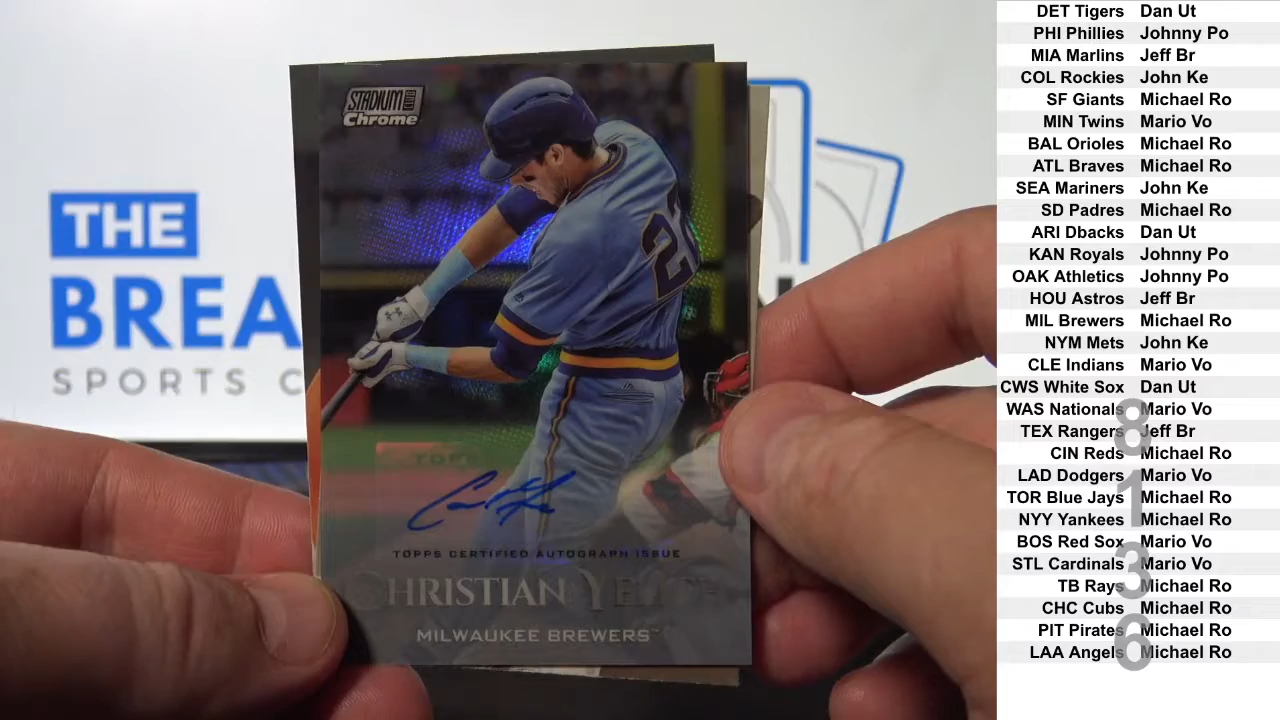 THE
BREA
SPORTS C
STADIUM CLUB
Chrome
TOPPS CERTIFIED AUTOGRAPH ISSUE
CHRISTIAN
MILWAUKEE BREWERS
DET Tigers Dan Ut
PHI Phillies Johnny Po
MIA Marlins Jeff Br
COL Rockies John Ke
SF Giants Michael Ro
MIN Twins Mario Vo
BAL Orioles Michael Ro
ATL Braves Michael Ro
SEA Mariners John Ke
SD Padres Michael Ro
ARI Dbacks Dan Ut
KAN Royals Johnny Po
OAK Athletics Johnny Po
HOU Astros Jeff Br
MIL Brewers Michael Ro
NYM Mets John Ke
CLE Indians Mario Vo
CWS White Sox Dan Ut
WAS Nationals Mario Vo
TEX Rangers Jeff Br
CIN Reds Michael Ro
LAD Dodgers Mario Vo
TOR Blue Jays Michael Ro
NYY Yankees Michael Ro
BOS Red Sox Mario Vo
STL Cardinals Mario Vo
TB Rays Michael Ro
CHC Cubs Michael Ro
PIT Pirates Michael Ro
LAA Angels Michael Ro
8
1
3
6